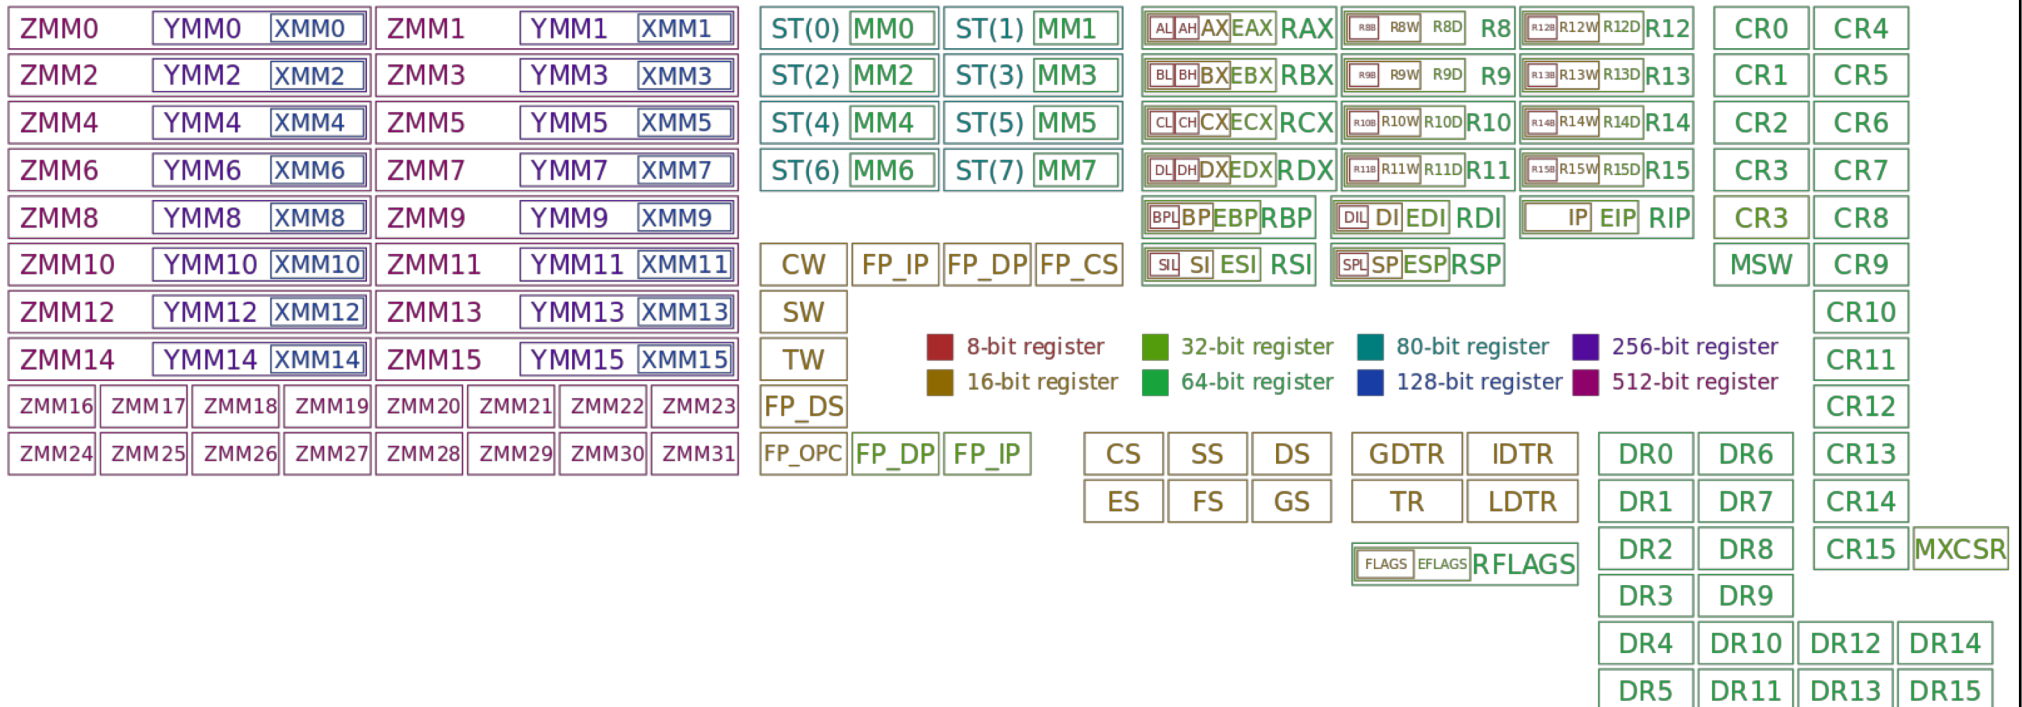 ZMM0 YMM0 XMM0 ZMM1 YMM1 XMM1 ST(0) MM0 ST(1) MM1 AL AH AX EAX RAX R8B R8W R8D R8 R12B R12W R12D R12 CR0 CR4
ZMM2 YMM2 XMM2 ZMM3 YMM3 XMM3 ST(2) MM2 ST(3) MM3 BL BH BX EBX RBX R9B R9W R9D R9 R13B R13W R13D R13 CR1 CR5
ZMM4 YMM4 XMM4 ZMM5 YMM5 XMM5 ST(4) MM4 ST(5) MM5 CL CH CX ECX RCX R10B R10W R10D R10 R14B R14W R14D R14 CR2 CR6
ZMM6 YMM6 XMM6 ZMM7 YMM7 XMM7 ST(6) MM6 ST(7) MM7 DL DH DX EDX RDX R11B R11W R11D R11 R15B R15W R15D R15 CR3 CR7
ZMM8 YMM8 XMM8 ZMM9 YMM9 XMM9 BPL BP EBP RBP DIL DI EDI RDI IP EIP RIP CR3 CR8
ZMM10 YMM10 XMM10 ZMM11 YMM11 XMM11 CW FP_IP FP_DP FP_CS SIL SI ESI RSI SPL SP ESP RSP MSW CR9
ZMM12 YMM12 XMM12 ZMM13 YMM13 XMM13 SW CR10
ZMM14 YMM14 XMM14 ZMM15 YMM15 XMM15 TW 8-bit register 32-bit register 80-bit register 256-bit register CR11
16-bit register 64-bit register 128-bit register 512-bit register
ZMM16 ZMM17 ZMM18 ZMM19 ZMM20 ZMM21 ZMM22 ZMM23 FP_DS CR12
ZMM24 ZMM25 ZMM26 ZMM27 ZMM28 ZMM29 ZMM30 ZMM31 FP_OPC FP_DP FP_IP CS SS DS GDTR IDTR DR0 DR6 CR13
ES FS GS TR LDTR DR1 DR7 CR14
FLAGS EFLAGS RFLAGS DR2 DR8 CR15 MXCSR
DR3 DR9
DR4 DR10 DR12 DR14
DR5 DR11 DR13 DR15